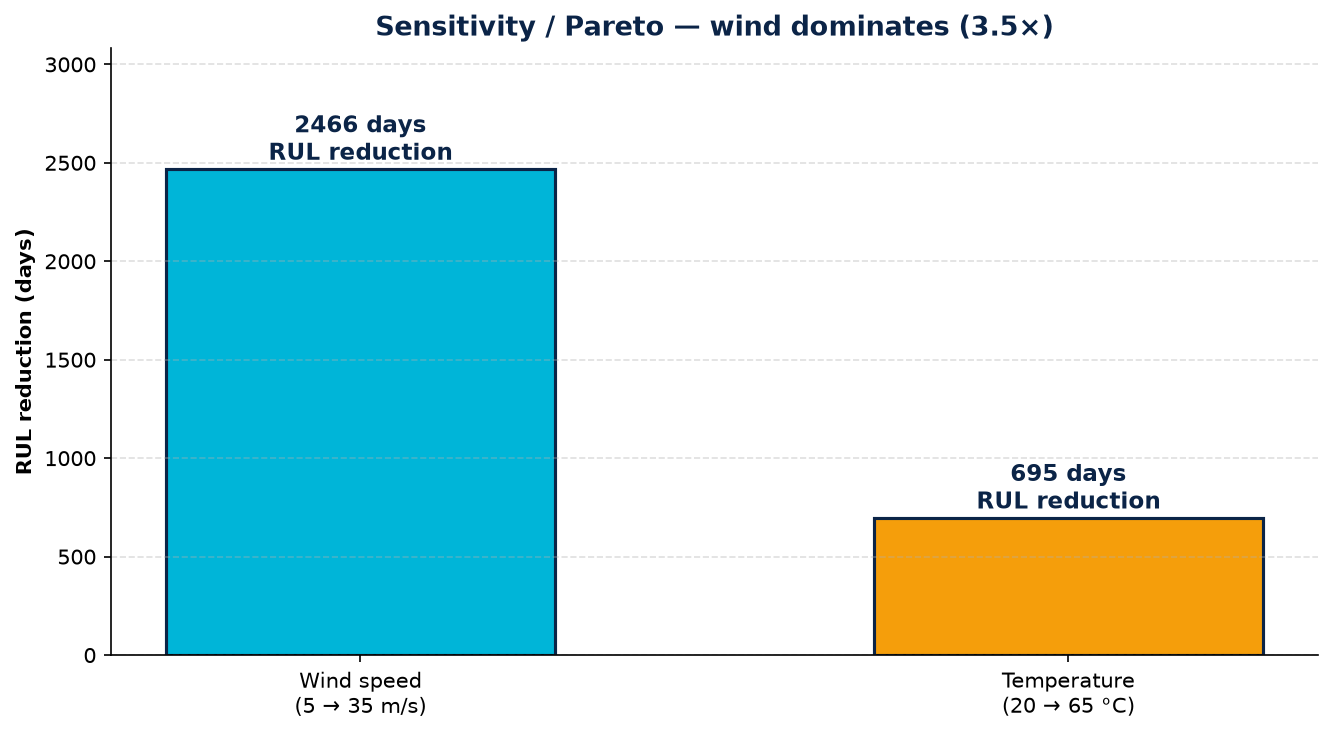 Sensitivity / Pareto — wind dominates (3.5×)
RUL reduction (days)
3000
2500
2000
1500
1000
500
0
2466 days
RUL reduction
695 days
RUL reduction
Wind speed
(5 → 35 m/s)
Temperature
(20 → 65 °C)